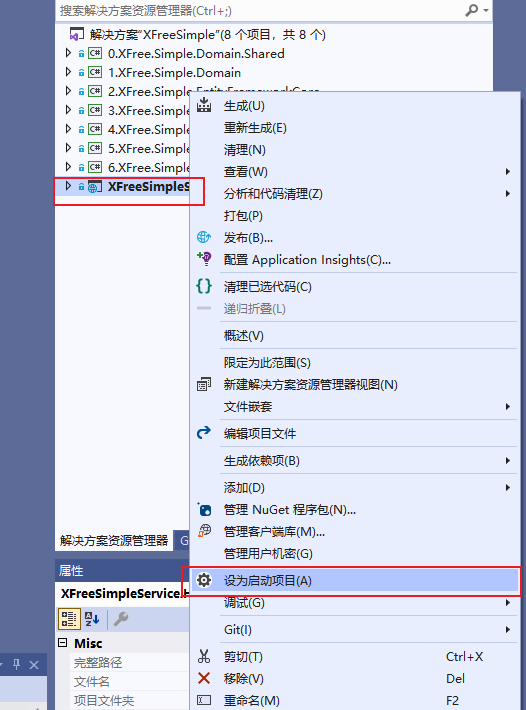 搜索解决方案资源管理器(Ctrl+;)
解决方案"XFreeSimple"(8 个项目，共 8 个)
0.XFree.Simple.Domain.Shared
1.XFree.Simple.Domain
2.XFree.Simple.EntityFrameworkCore
3.XFree.Simple
4.XFree.Simple
5.XFree.Simple
6.XFree.Simple
XFreeSimpleS
生成(U)
重新生成(E)
清理(N)
查看(W)
分析和代码清理(Z)
打包(P)
发布(B)...
配置 Application Insights(C)...
清理已选代码(C)
递归折叠(L)
概述(V)
限定为此范围(S)
新建解决方案资源管理器视图(N)
文件嵌套
编辑项目文件
生成依赖项(B)
添加(D)
管理 NuGet 程序包(N)...
管理客户端库(M)...
管理用户机密(G)
设为启动项目(A)
调试(G)
Git(I)
剪切(T) Ctrl+X
移除(V) Del
重命名(M) F2
解决方案资源管理器 G
属性
XFreeSimpleService.H
Misc
完整路径
文件名
项目文件夹